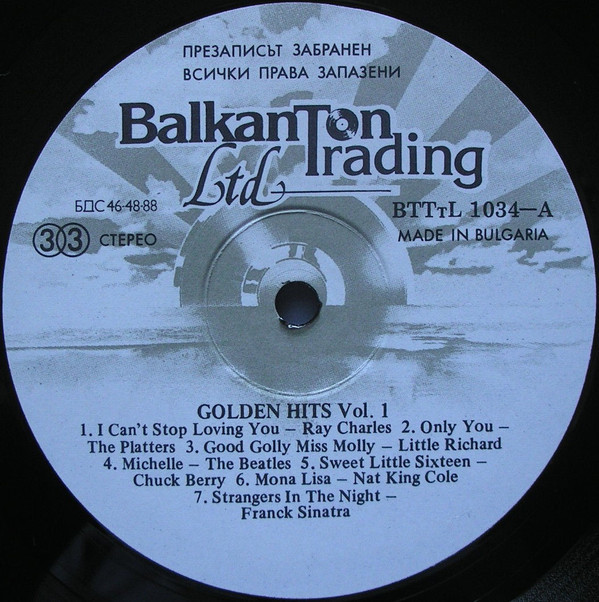 ПРЕЗАПИСЪТ ЗАБРАНЕН
ВСИЧКИ ПРАВА ЗАПАЗЕНИ
BalkanTon
Trading
Ltd
БДС 46-48-88
BTTтL 1034–A
33 СТЕРЕО
MADE IN BULGARIA
GOLDEN HITS Vol. 1
1. I Can't Stop Loving You – Ray Charles 2. Only You –
The Platters 3. Good Golly Miss Molly – Little Richard
4. Michelle – The Beatles 5. Sweet Little Sixteen –
Chuck Berry 6. Mona Lisa – Nat King Cole
7. Strangers In The Night –
Franck Sinatra